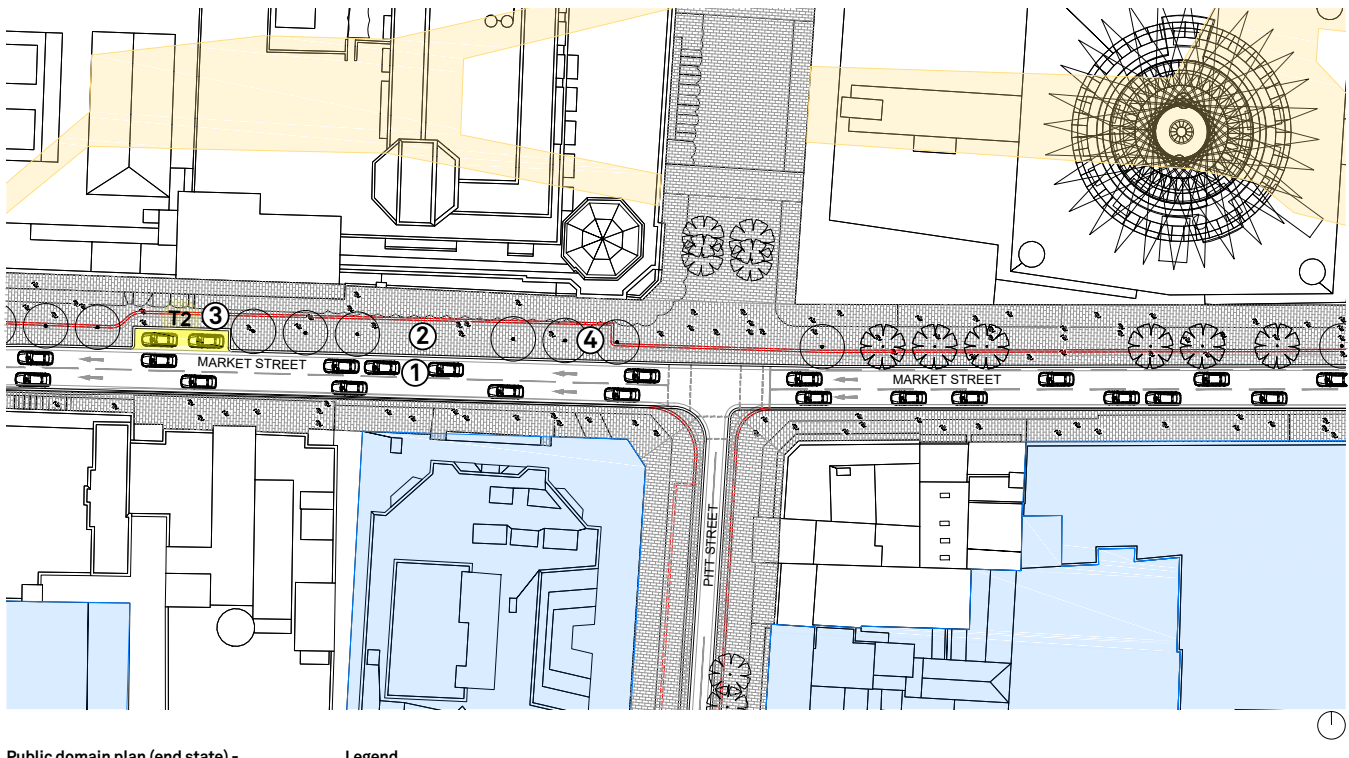 T2
3
2
4
MARKET STREET
1
MARKET STREET
PITT STREET
Public domain plan (end state) -
Legend